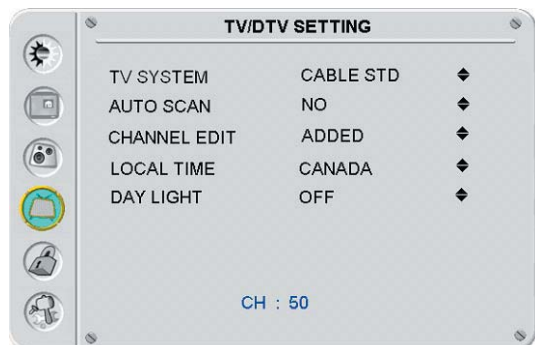 TV/DTV SETTING
TV SYSTEM CABLE STD
AUTO SCAN NO
CHANNEL EDIT ADDED
LOCAL TIME CANADA
DAY LIGHT OFF
CH : 50